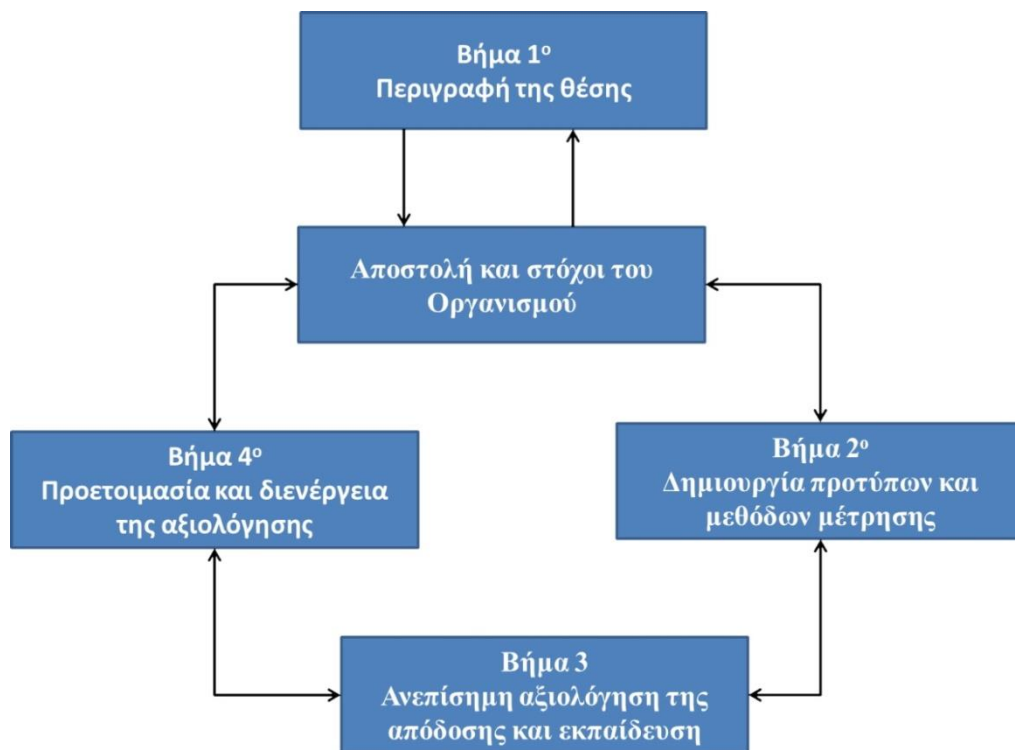 Βήμα 1ο
Περιγραφή της θέσης
Αποστολή και στόχοι του
Οργανισμού
Βήμα 4ο
Προετοιμασία και διενέργεια
της αξιολόγησης
Βήμα 2ο
Δημιουργία προτύπων και
μεθόδων μέτρησης
Βήμα 3
Ανεπίσημη αξιολόγηση της
απόδοσης και εκπαίδευση